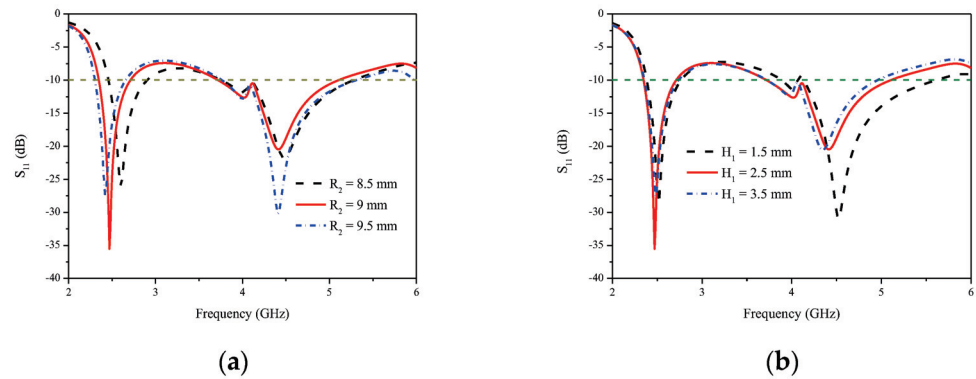 0
-5
-10
-15
-20
-25
-30
-35
-40
S11 (dB)
R2 = 8.5 mm
R2 = 9 mm
R2 = 9.5 mm
2 3 4 5 6
Frequency (GHz)
(a)
0
-5
-10
-15
-20
-25
-30
-35
-40
S11 (dB)
H1 = 1.5 mm
H1 = 2.5 mm
H1 = 3.5 mm
2 3 4 5 6
Frequency (GHz)
(b)